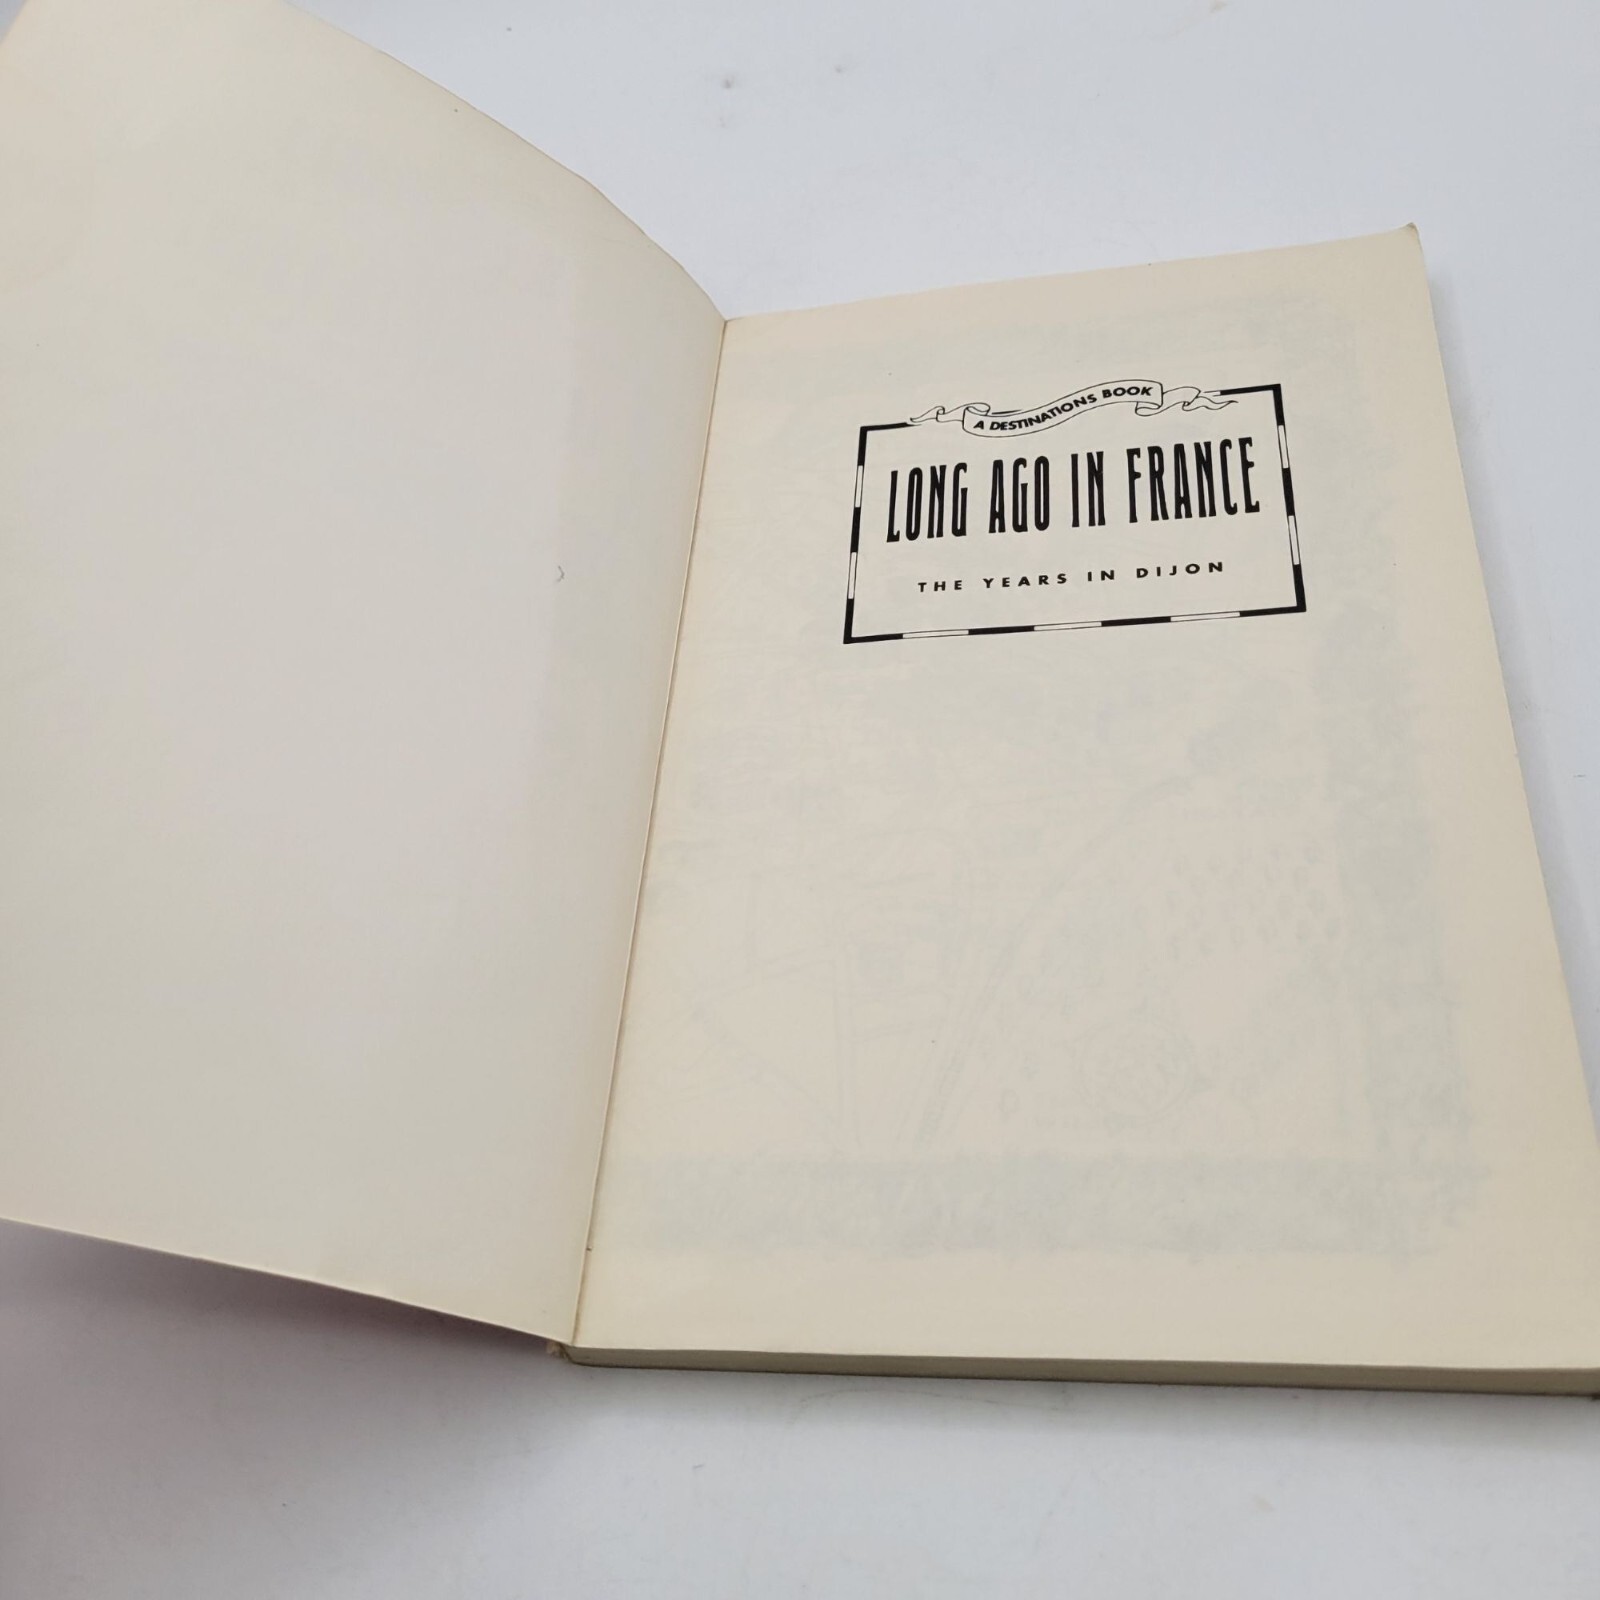 A DESTINATIONS BOOK
LONG AGO IN FRANCE
THE YEARS IN DIJON